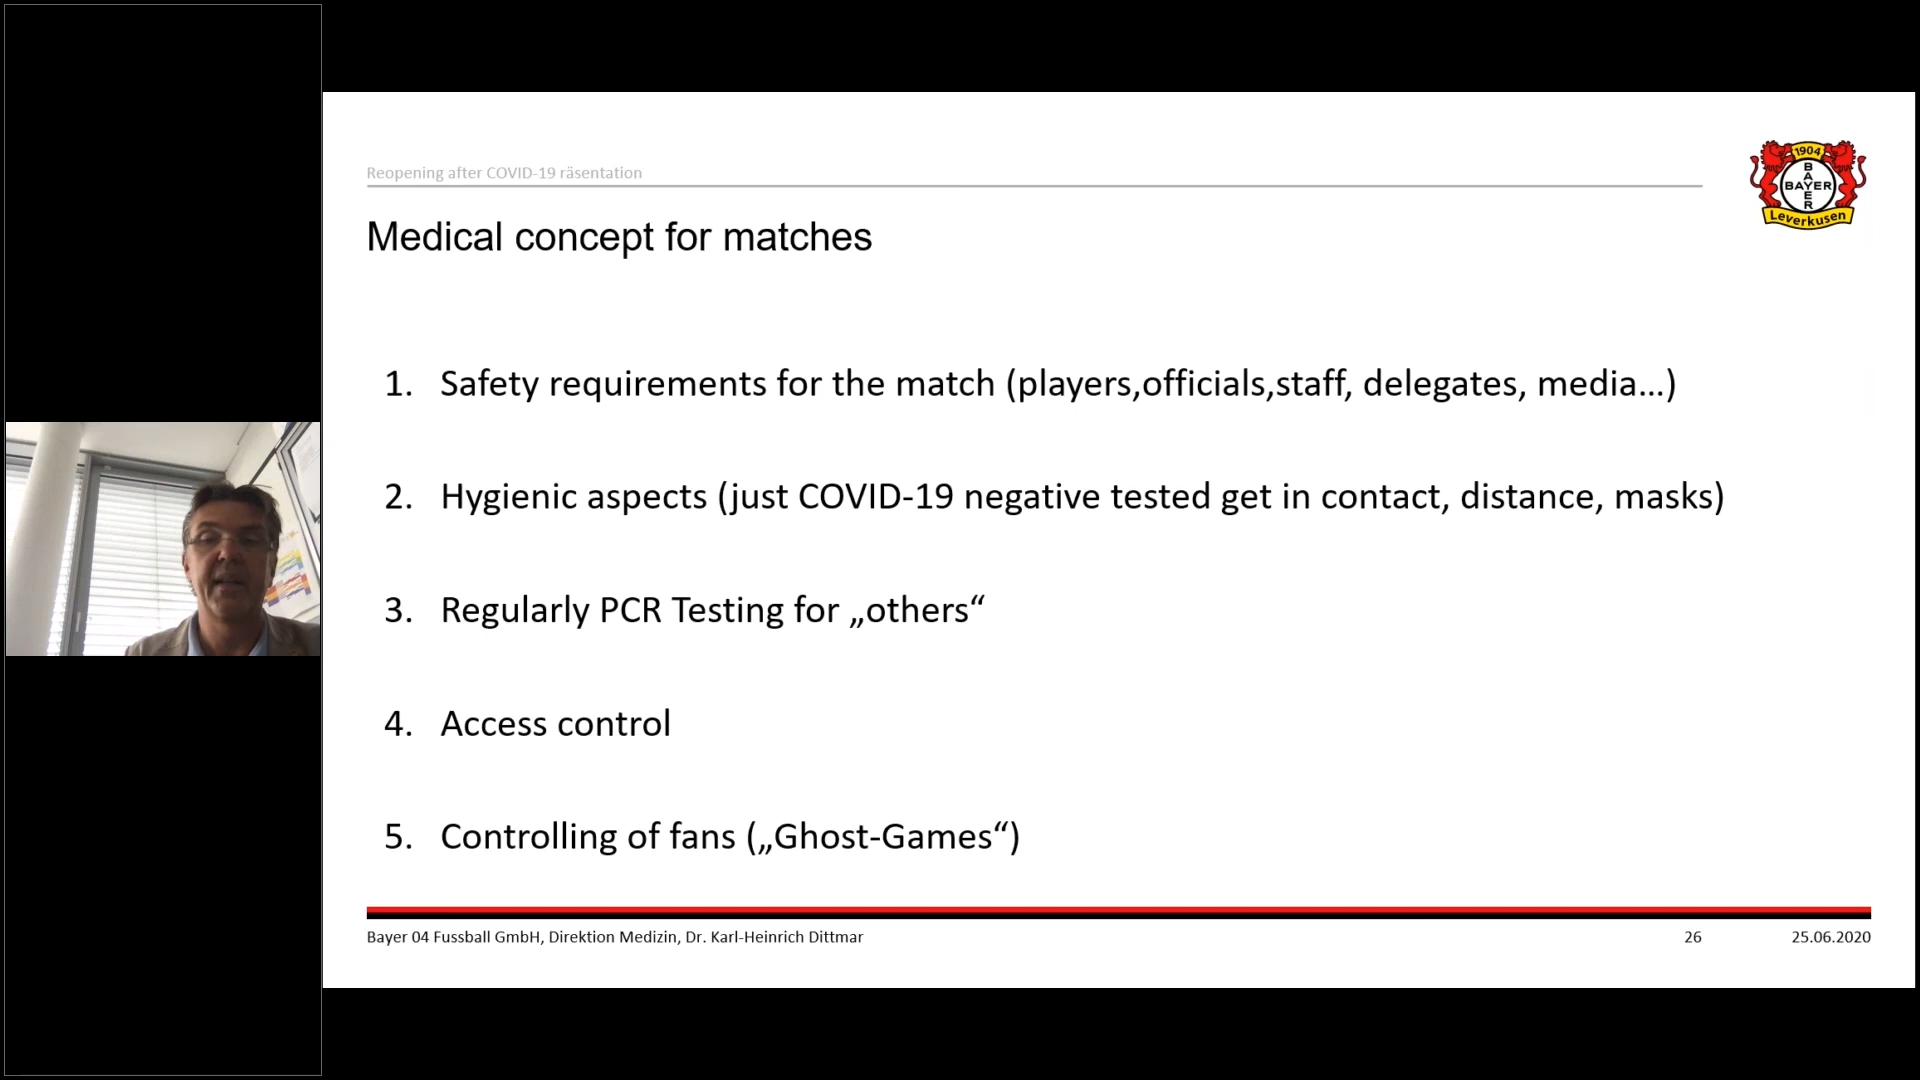 Reopening after COVID-19 räsentation
1904
BAYER
BAYER
Leverkusen
Medical concept for matches
1. Safety requirements for the match (players,officials,staff, delegates, media...)
2. Hygienic aspects (just COVID-19 negative tested get in contact, distance, masks)
3. Regularly PCR Testing for „others“
4. Access control
5. Controlling of fans („Ghost-Games“)
Bayer 04 Fussball GmbH, Direktion Medizin, Dr. Karl-Heinrich Dittmar 26 25.06.2020